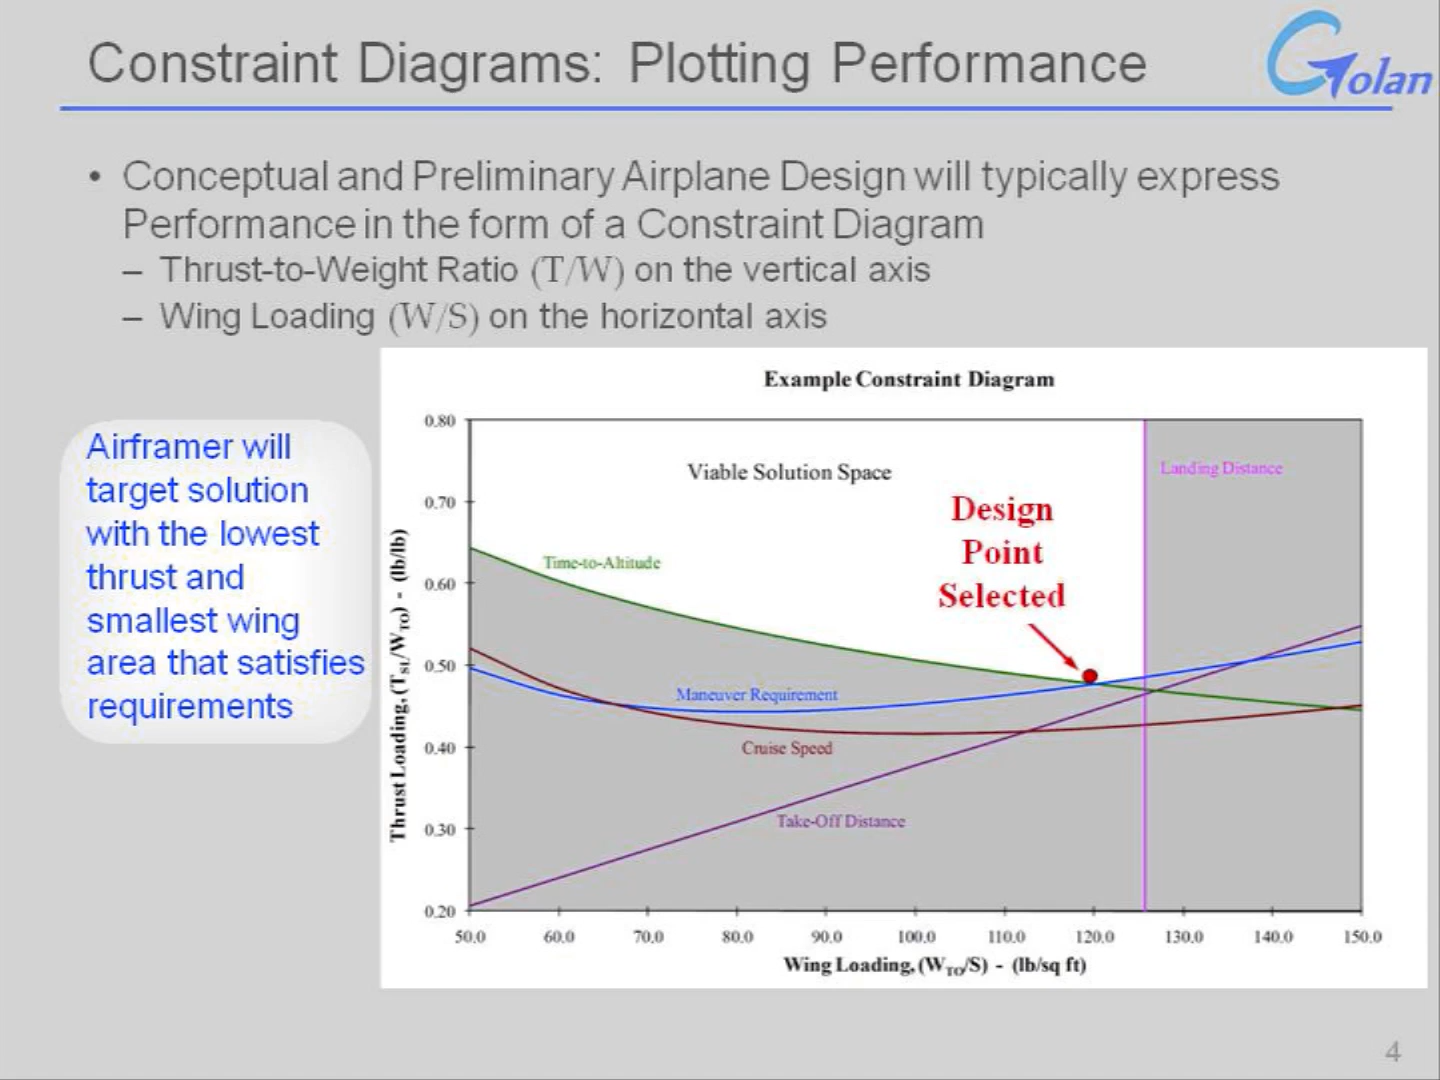 Constraint Diagrams: Plotting Performance
Golan
• Conceptual and Preliminary Airplane Design will typically express
Performance in the form of a Constraint Diagram
– Thrust-to-Weight Ratio (T/W) on the vertical axis
– Wing Loading (W/S) on the horizontal axis
Airframer will
target solution
with the lowest
thrust and
smallest wing
area that satisfies
requirements
Example Constraint Diagram
Thrust Loading, (TSL/WTO) - (lb/lb)
0.80
0.70
0.60
0.50
0.40
0.30
0.20
Viable Solution Space
Landing Distance
Design
Point
Selected
Time-to-Altitude
Maneuver Requirement
Cruise Speed
Take-Off Distance
50.0 60.0 70.0 80.0 90.0 100.0 110.0 120.0 130.0 140.0 150.0
Wing Loading, (WTO/S) - (lb/sq ft)
4